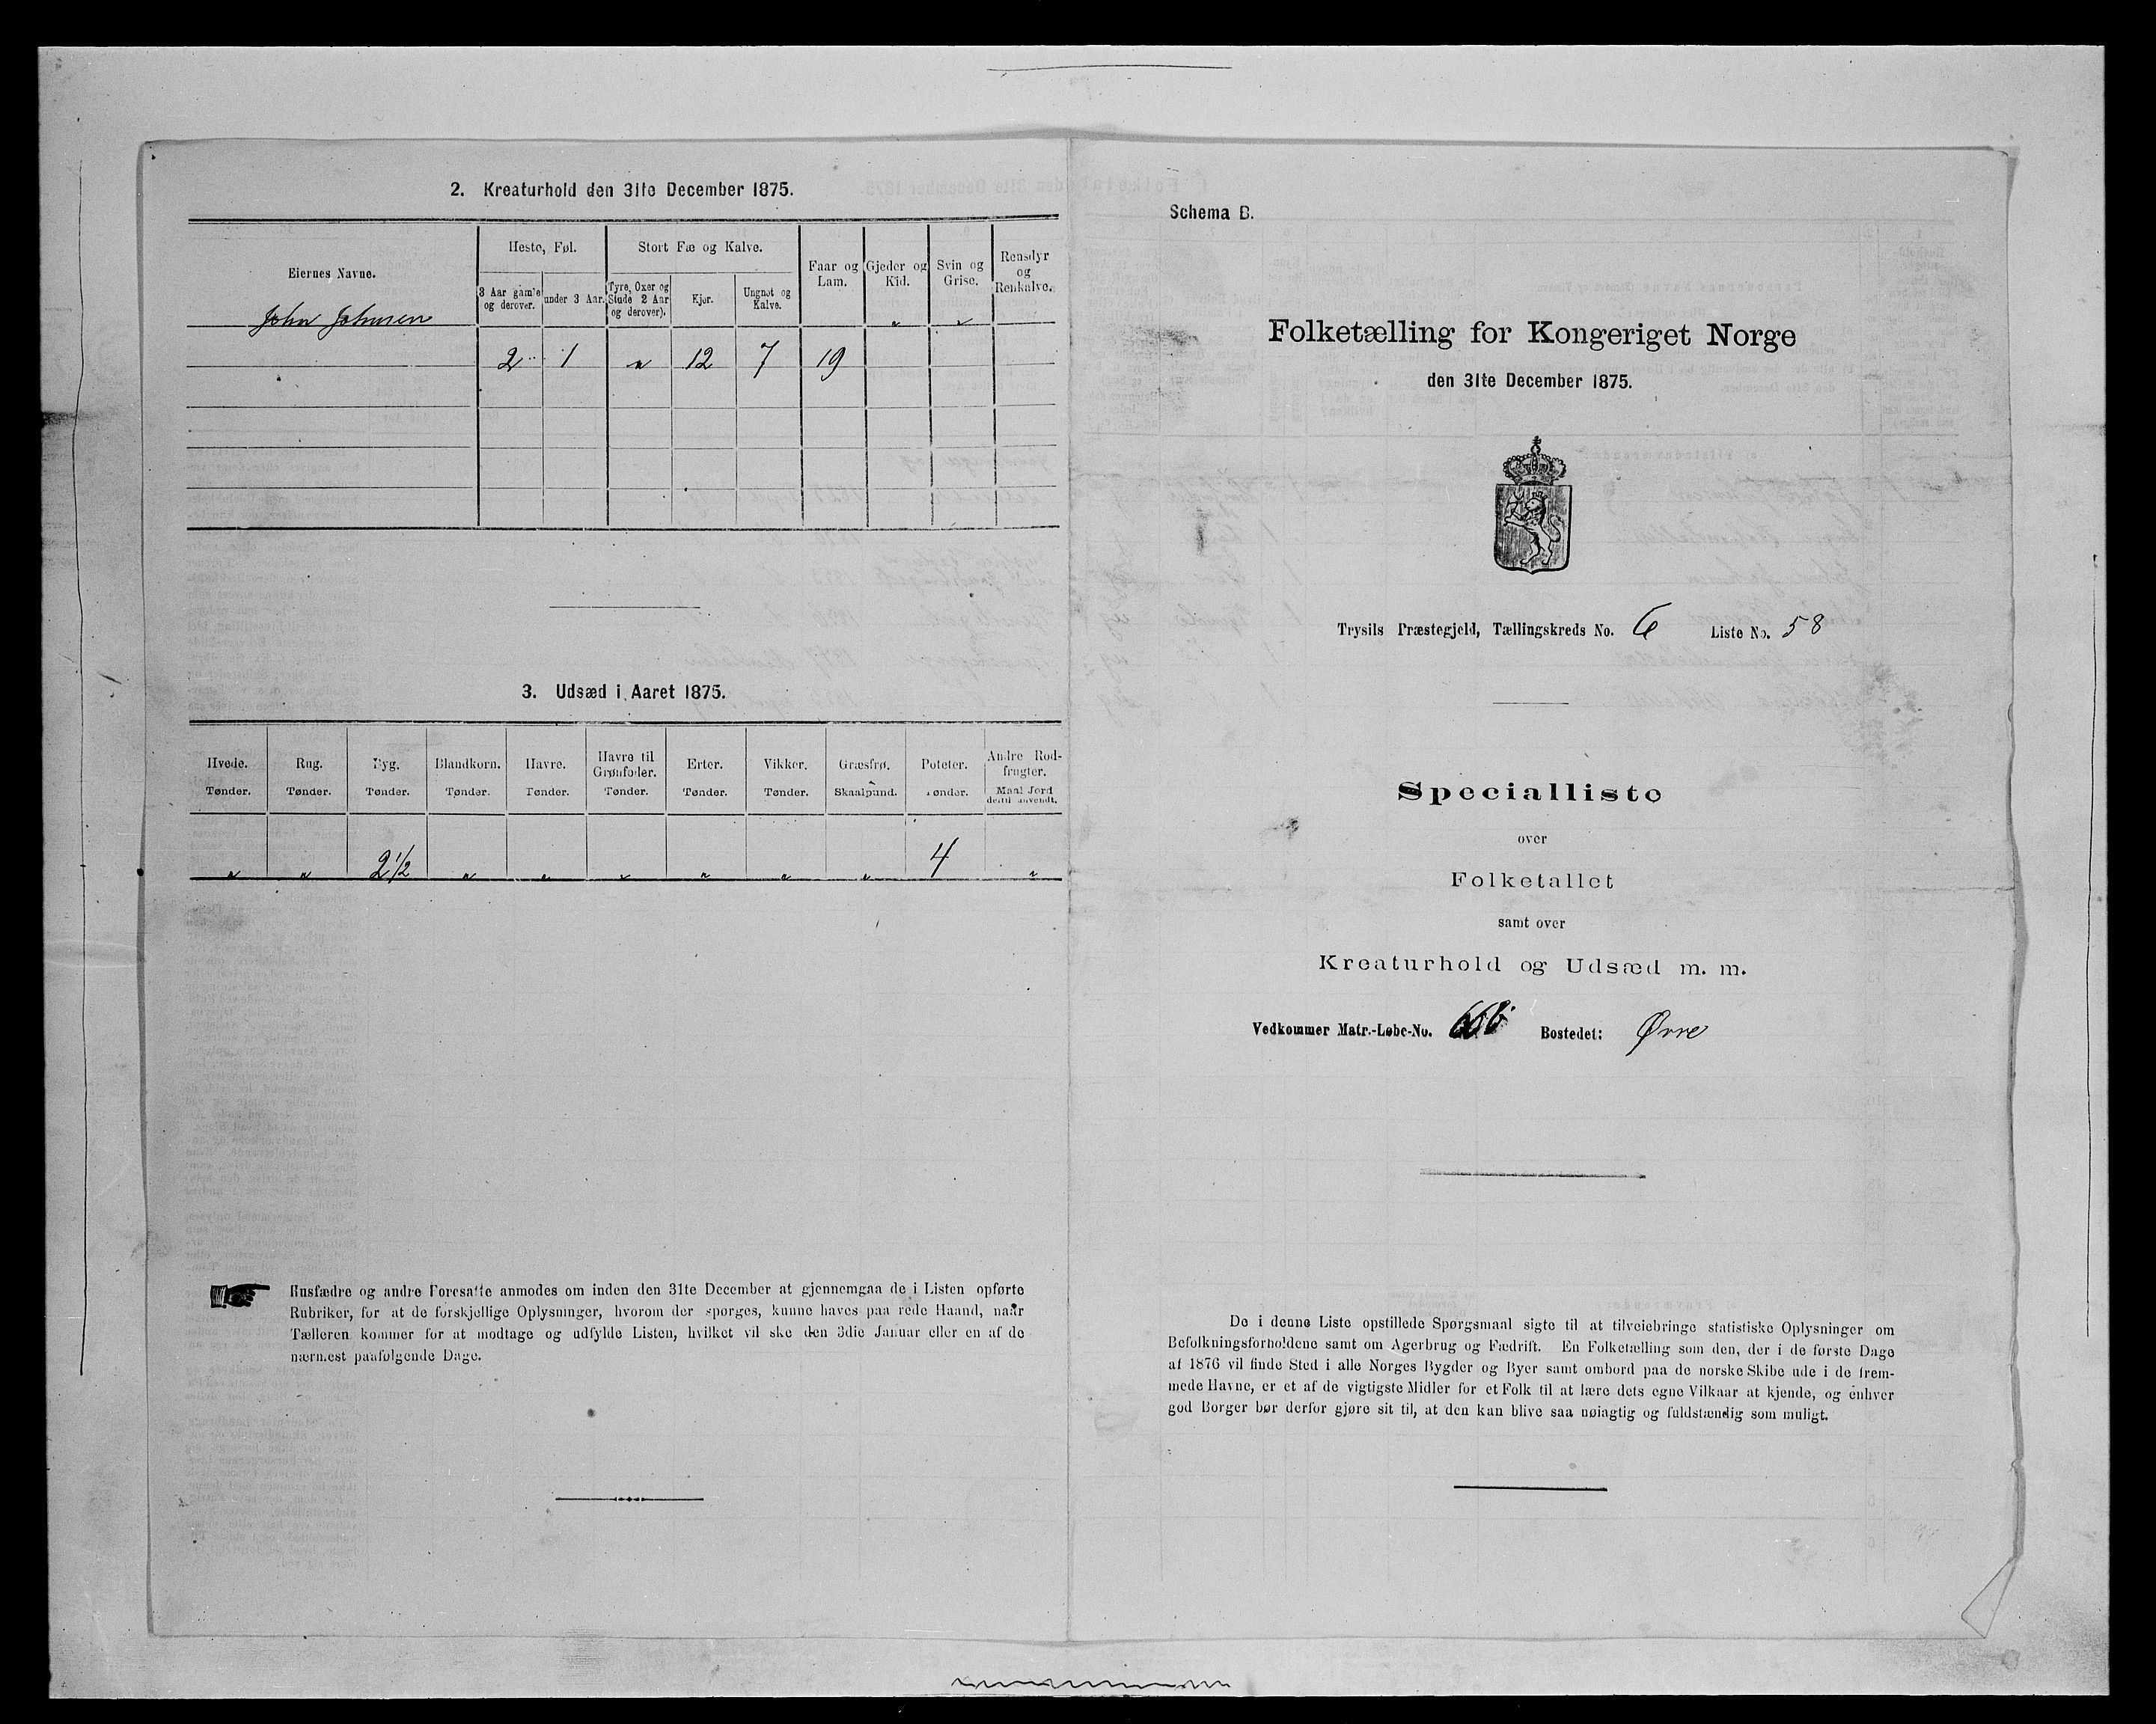 2. Kreaturhold den 31te December 1875.
Eiernes Navne.
Heste, Føl.
Stort Fæ og Kalve.
Faar og Lam.
Gjeder og Kid.
Svin og Grise.
Rensdyr og Renkalve.
3 Aar gamle og derover.
under 3 Aar.
Tyre, Oxer og Stude 2 Aar og derover).
Kjør.
Ungnøt og Kalve.
John Johnsen " "
2 1 " 12 7 19
3. Udsæd i Aaret 1875.
Hvede. Rug. Byg. Blandkorn. Havre. Havre til Grønfoder. Erter. Vikker. Græsfrø. Poteter. Andre Rodfrugter.
Tønder. Tønder. Tønder. Tønder. Tønder. Tønder. Tønder. Tønder. Skaalpund. Tønder. Maal Jord dertil anvendt.
" " 2 1/2 " " " " " " 4 "
Husfædre og andre Foresatte anmodes om inden den 31te December at gjennemgaa de i Listen opførte
Rubriker, for at de forskjellige Oplysninger, hvorom der spørges, kunne haves paa rede Haand, naar
Tælleren kommer for at modtage og udfylde Listen, hvilket vil ske den 3die Januar eller en af de
nærmest paafølgende Dage.
Schema B.
Folketælling for Kongeriget Norge
den 31te December 1875.
Trysils Præstegjeld, Tællingskreds No. 6 Liste No. 58
Specialliste
over
Folketallet
samt over
Kreaturhold og Udsæd m. m.
Vedkommer Matr.-Løbe-No. Bostedet: Ørre
De i denne Liste opstillede Spørgsmaal sigte til at tilveiebringe statistiske Oplysninger om
Befolkningsforholdene samt om Agerbrug og Fædrift. En Folketælling som den, der i de første Dage
af 1876 vil finde Sted i alle Norges Bygder og Byer samt ombord paa de norske Skibe ude i de frem-
mede Havne, er et af de vigtigste Midler for et Folk til at lære dets egne Vilkaar at kjende, og enhver
god Borger bør derfor gjøre sit til, at den kan blive saa nøiagtig og fuldstændig som muligt.